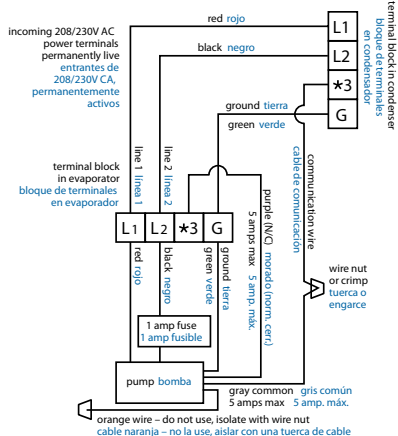 red rojo
L1
incoming 208/230V AC
power terminals
permanently live
entrantes de
208/230V CA,
permanentemente
activos
black negro
L2
*3
ground tierra
green verde
G
terminal block in condenser
bloque de terminales
en condensador
line 1 línea 1
line 2 línea 2
communication wire
cable de comunicación
terminal block
in evaporator
bloque de terminales
en evaporador
L1 L2 *3 G
purple (N/C) morado (norm. cerr.)
5 amps max 5 amp. máx.
red rojo
black negro
green verde
ground tierra
wire nut
or crimp
tuerca o
engarce
1 amp fuse
1 amp fusible
pump bomba
gray common gris común
5 amps max 5 amp. máx.
orange wire – do not use, isolate with wire nut
cable naranja – no la use, aislar con una tuerca de cable